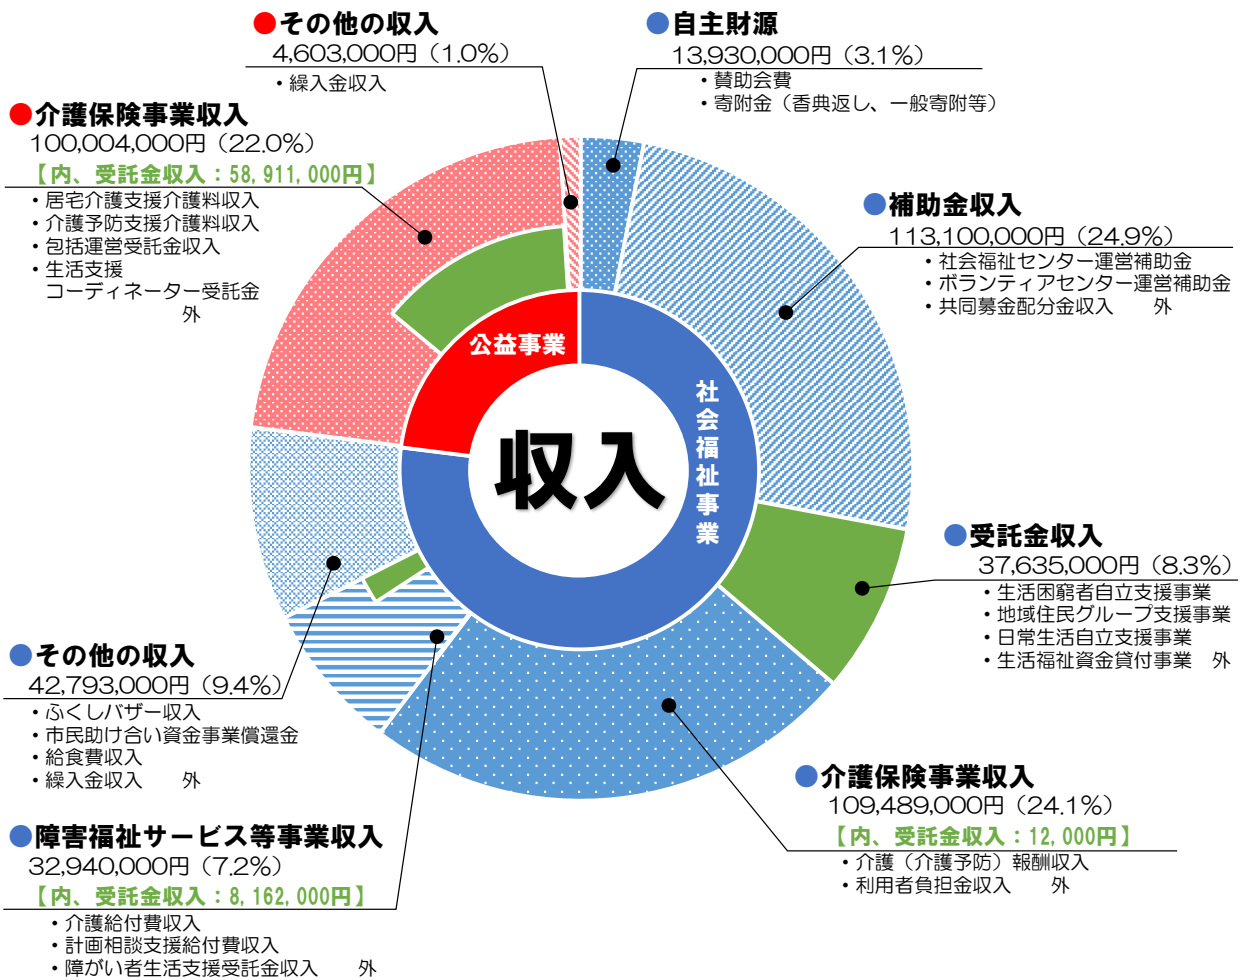 ●その他の収入
4,603,000円（1.0%）
・繰入金収入
●自主財源
13,930,000円（3.1%）
・賛助会費
・寄附金（香典返し、一般寄附等）
●介護保険事業収入
100,004,000円（22.0%）
【内、受託金収入：58,911,000円】
・居宅介護支援介護料収入
・介護予防支援介護料収入
・包括運営受託金収入
・生活支援
コーディネーター受託金
外
●補助金収入
113,100,000円（24.9%）
・社会福祉センター運営補助金
・ボランティアセンター運営補助金
・共同募金配分金収入　外
公益事業
社会福祉事業
収入
●受託金収入
37,635,000円（8.3%）
・生活困窮者自立支援事業
・地域住民グループ支援事業
・日常生活自立支援事業
・生活福祉資金貸付事業　外
●その他の収入
42,793,000円（9.4%）
・ふくしバザー収入
・市民助け合い資金事業償還金
・給食費収入
・繰入金収入　外
●介護保険事業収入
109,489,000円（24.1%）
【内、受託金収入：12,000円】
・介護（介護予防）報酬収入
・利用者負担金収入　外
●障害福祉サービス等事業収入
32,940,000円（7.2%）
【内、受託金収入：8,162,000円】
・介護給付費収入
・計画相談支援給付費収入
・障がい者生活支援受託金収入　外